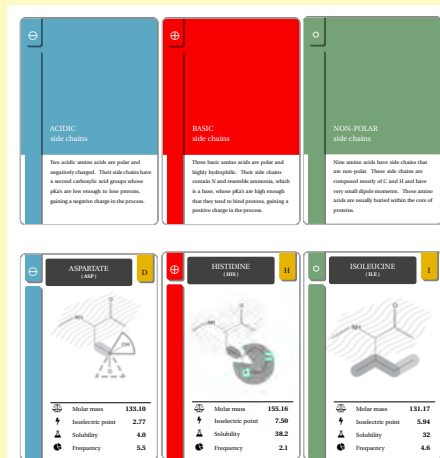 ACIDIC
side chains
Two acidic amino acids are polar and
negatively charged. Their side chains have
a second carboxylic acid groups whose
pKa's are low enough to lose protons,
gaining a negative charge in the process.
BASIC
side chains
Three basic amino acids are polar and
highly hydrophilic. Their side chains
contain N and resemble ammonia, which
is a base, whose pKa's are high enough
that they tend to bind protons, gaining a
positive charge in the process.
NON-POLAR
side chains
Nine amino acids have side chains that
are non-polar. These side chains are
composed mostly of C and H and have
very small dipole moments. These amino
acids are usually buried within the core of
proteins.
ASPARTATE
(ASP)
D
NH
O
OH
Molar mass 133.10
Isoelectric point 2.77
Solubility 4.0
Frequency 5.5
HISTIDINE
(HIS)
H
NH
Molar mass 155.16
Isoelectric point 7.50
Solubility 38.2
Frequency 2.1
ISOLEUCINE
(ILE)
I
NH
O
Molar mass 131.17
Isoelectric point 5.94
Solubility 32
Frequency 4.6